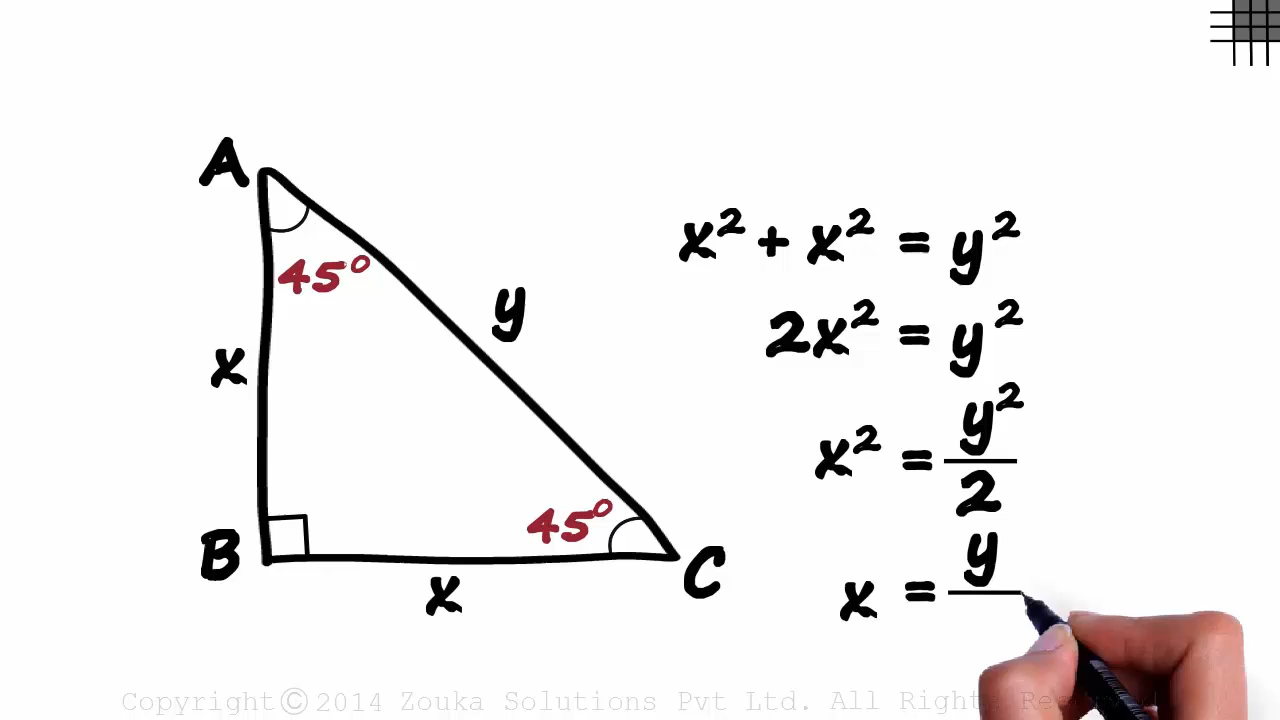 A
45°
x
y
B
45°
C
x
x² + x² = y²
2x² = y²
x² = y²
2
x = y
Copyright© 2014 Zouka Solutions Pvt Ltd. All Rights